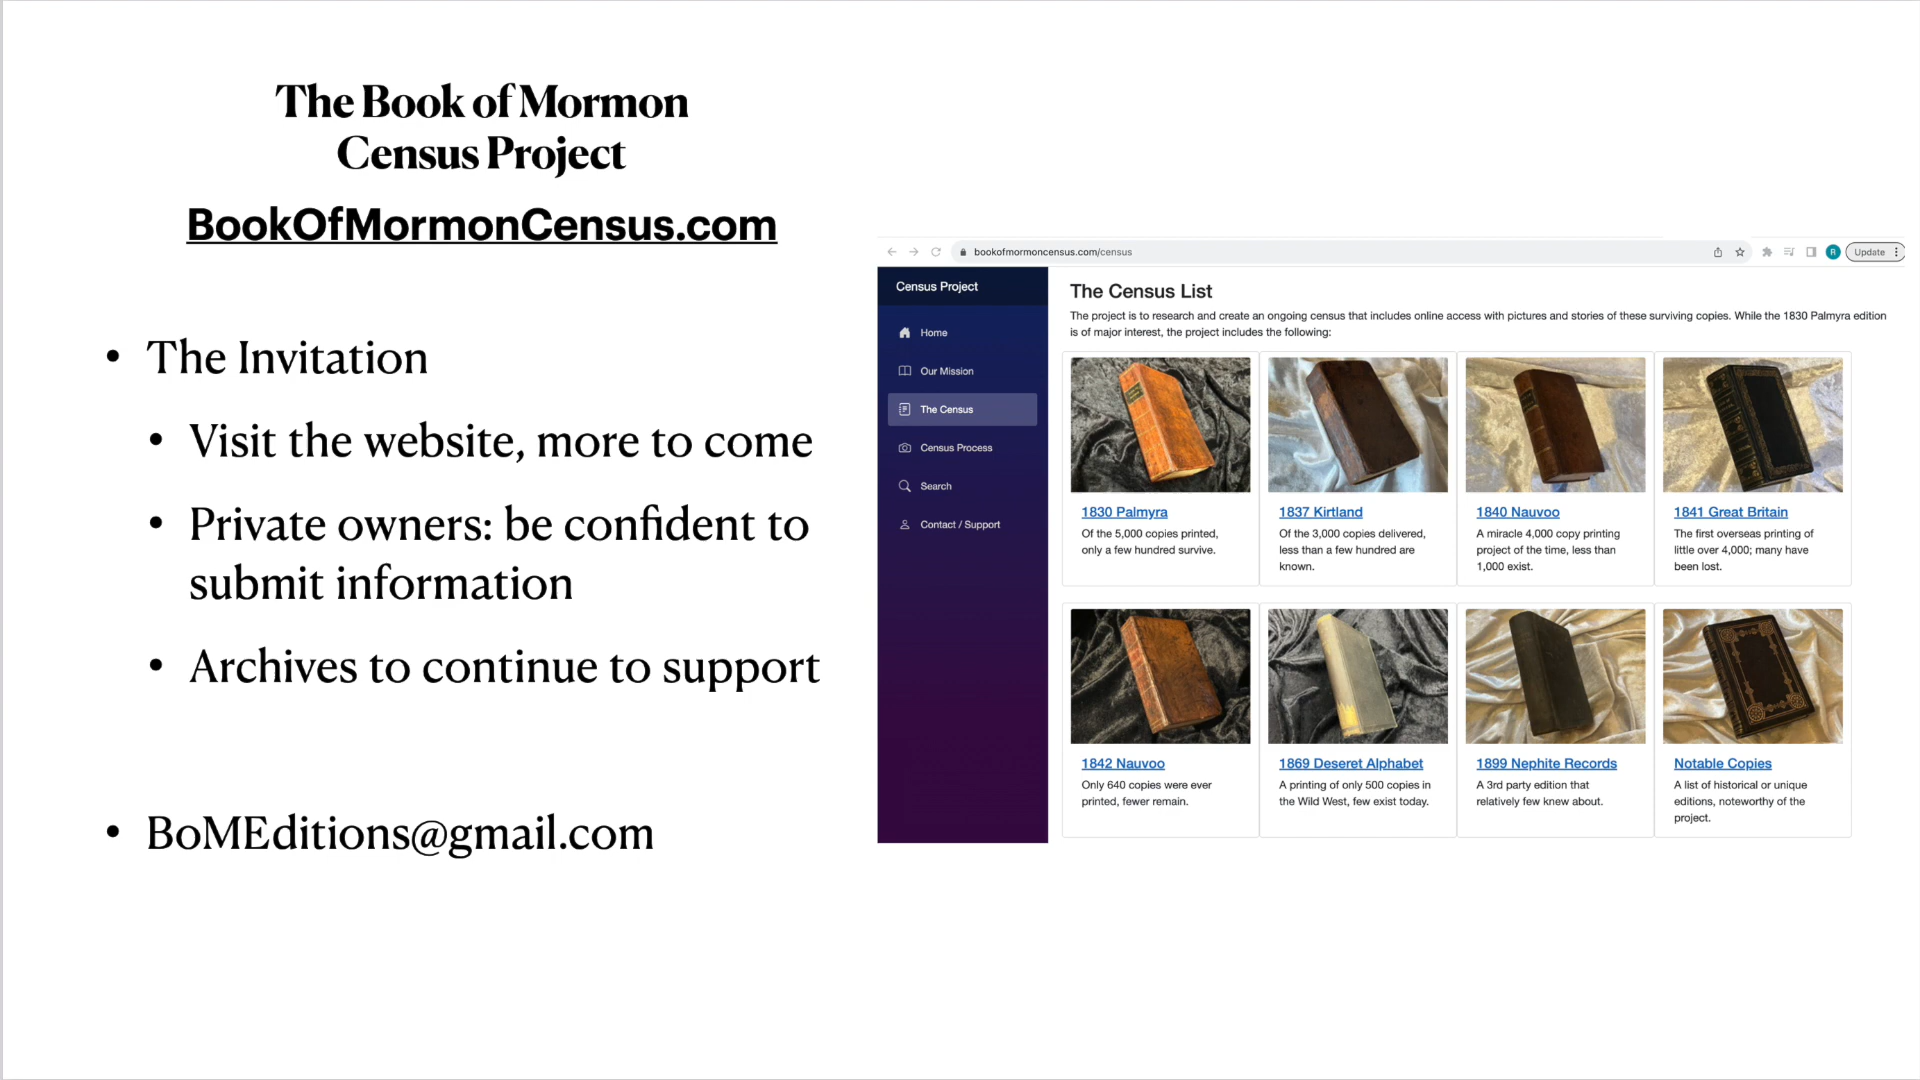 The Book of Mormon
Census Project
BookOfMormonCensus.com
• The Invitation
• Visit the website, more to come
• Private owners: be confident to
submit information
• Archives to continue to support
• BoMEditions@gmail.com
bookofmormoncensus.com/census
R
Update
Census Project
Home
Our Mission
The Census
Census Process
Search
Contact / Support
The Census List
The project is to research and create an ongoing census that includes online access with pictures and stories of these surviving copies. While the 1830 Palmyra edition
is of major interest, the project includes the following:
1830 Palmyra
Of the 5,000 copies printed,
only a few hundred survive.
1837 Kirtland
Of the 3,000 copies delivered,
less than a few hundred are
known.
1840 Nauvoo
A miracle 4,000 copy printing
project of the time, less than
1,000 exist.
1841 Great Britain
The first overseas printing of
little over 4,000; many have
been lost.
1842 Nauvoo
Only 640 copies were ever
printed, fewer remain.
1869 Deseret Alphabet
A printing of only 500 copies in
the Wild West, few exist today.
1899 Nephite Records
A 3rd party edition that
relatively few knew about.
Notable Copies
A list of historical or unique
editions, noteworthy of the
project.